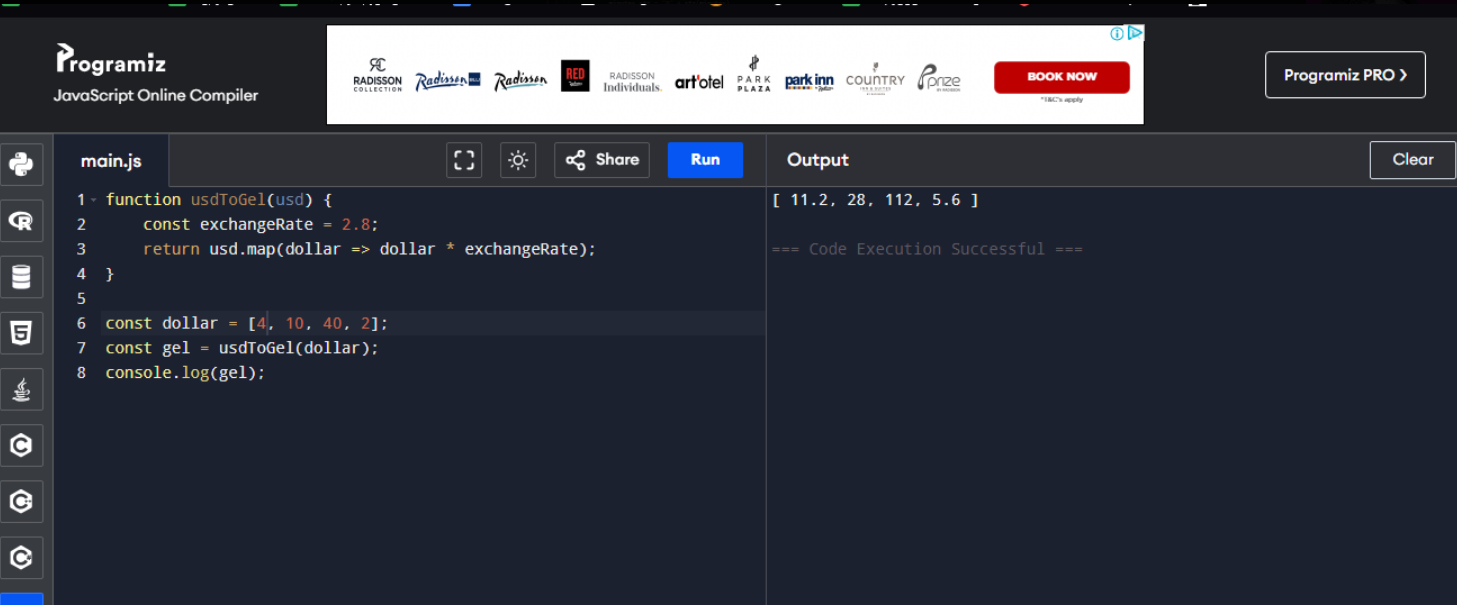 Programiz
JavaScript Online Compiler
RADISSON COLLECTION
Radisson BLU
Radisson
RED
RADISSON Individuals
art'otel
PARK PLAZA
park inn
COUNTRY INN & SUITES
prize
BOOK NOW
*T&C's apply
Programiz PRO ❯
main.js
Share
Run
Output
Clear
1 function usdToGel(usd) {
2     const exchangeRate = 2.8;
3     return usd.map(dollar => dollar * exchangeRate);
4 }
5
6 const dollar = [4, 10, 40, 2];
7 const gel = usdToGel(dollar);
8 console.log(gel);
[ 11.2, 28, 112, 5.6 ]
=== Code Execution Successful ===